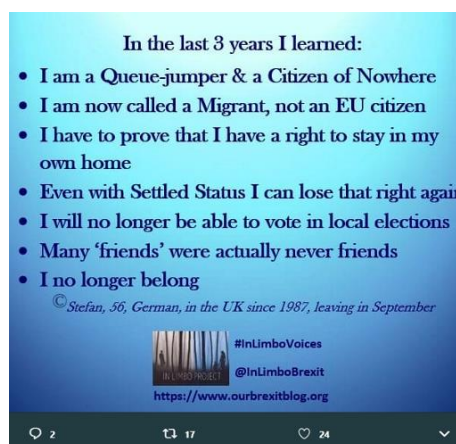 In the last 3 years I learned:
• I am a Queue-jumper & a Citizen of Nowhere
• I am now called a Migrant, not an EU citizen
• I have to prove that I have a right to stay in my
own home
• Even with Settled Status I can lose that right again
• I will no longer be able to vote in local elections
• Many ‘friends’ were actually never friends
• I no longer belong
©Stefan, 56, German, in the UK since 1987, leaving in September
IN LIMBO PROJECT
#InLimboVoices
@InLimboBrexit
https://www.ourbrexitblog.org
2 17 24